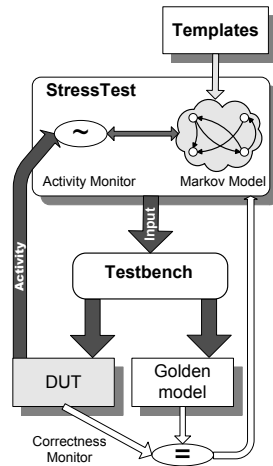 Templates
StressTest
~
Activity Monitor
Markov Model
Input
Activity
Testbench
DUT
Golden
model
Correctness
Monitor
=